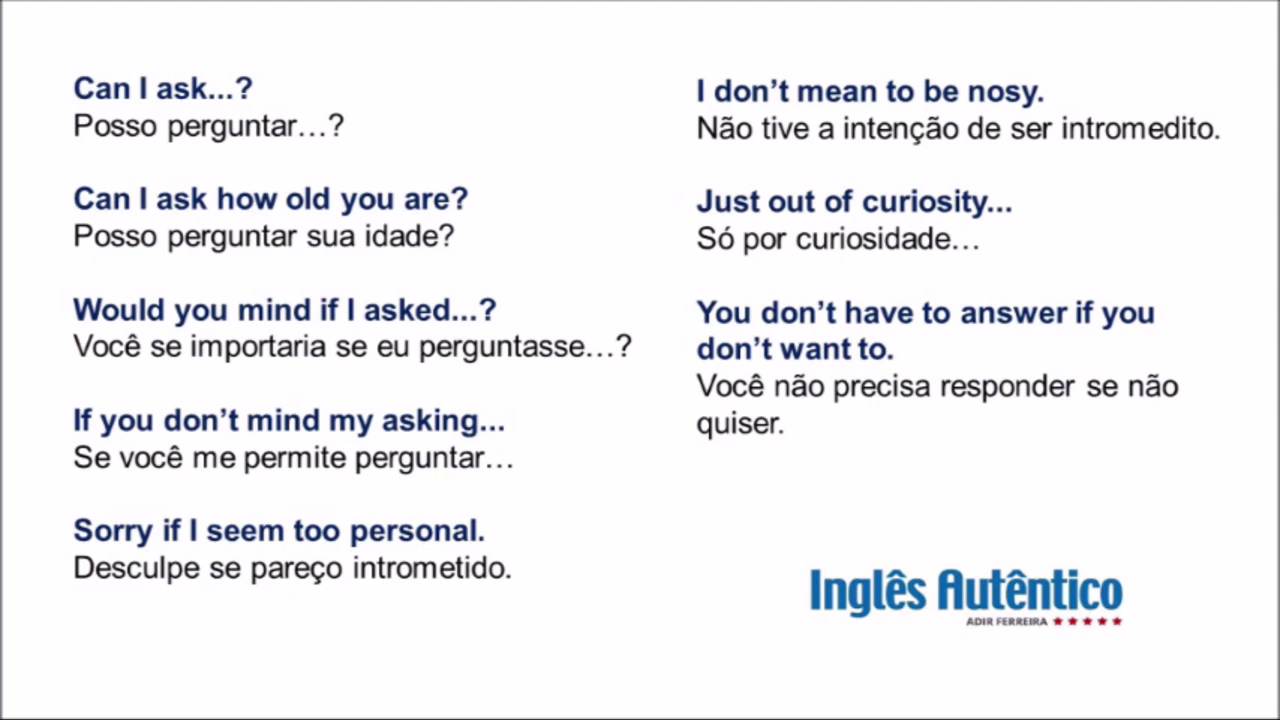 Can I ask...?
Posso perguntar…?
Can I ask how old you are?
Posso perguntar sua idade?
Would you mind if I asked...?
Você se importaria se eu perguntasse…?
If you don’t mind my asking...
Se você me permite perguntar…
Sorry if I seem too personal.
Desculpe se pareço intrometido.
I don’t mean to be nosy.
Não tive a intenção de ser intromedito.
Just out of curiosity...
Só por curiosidade…
You don’t have to answer if you
don’t want to.
Você não precisa responder se não
quiser.
Inglês Autêntico
ADIR FERREIRA